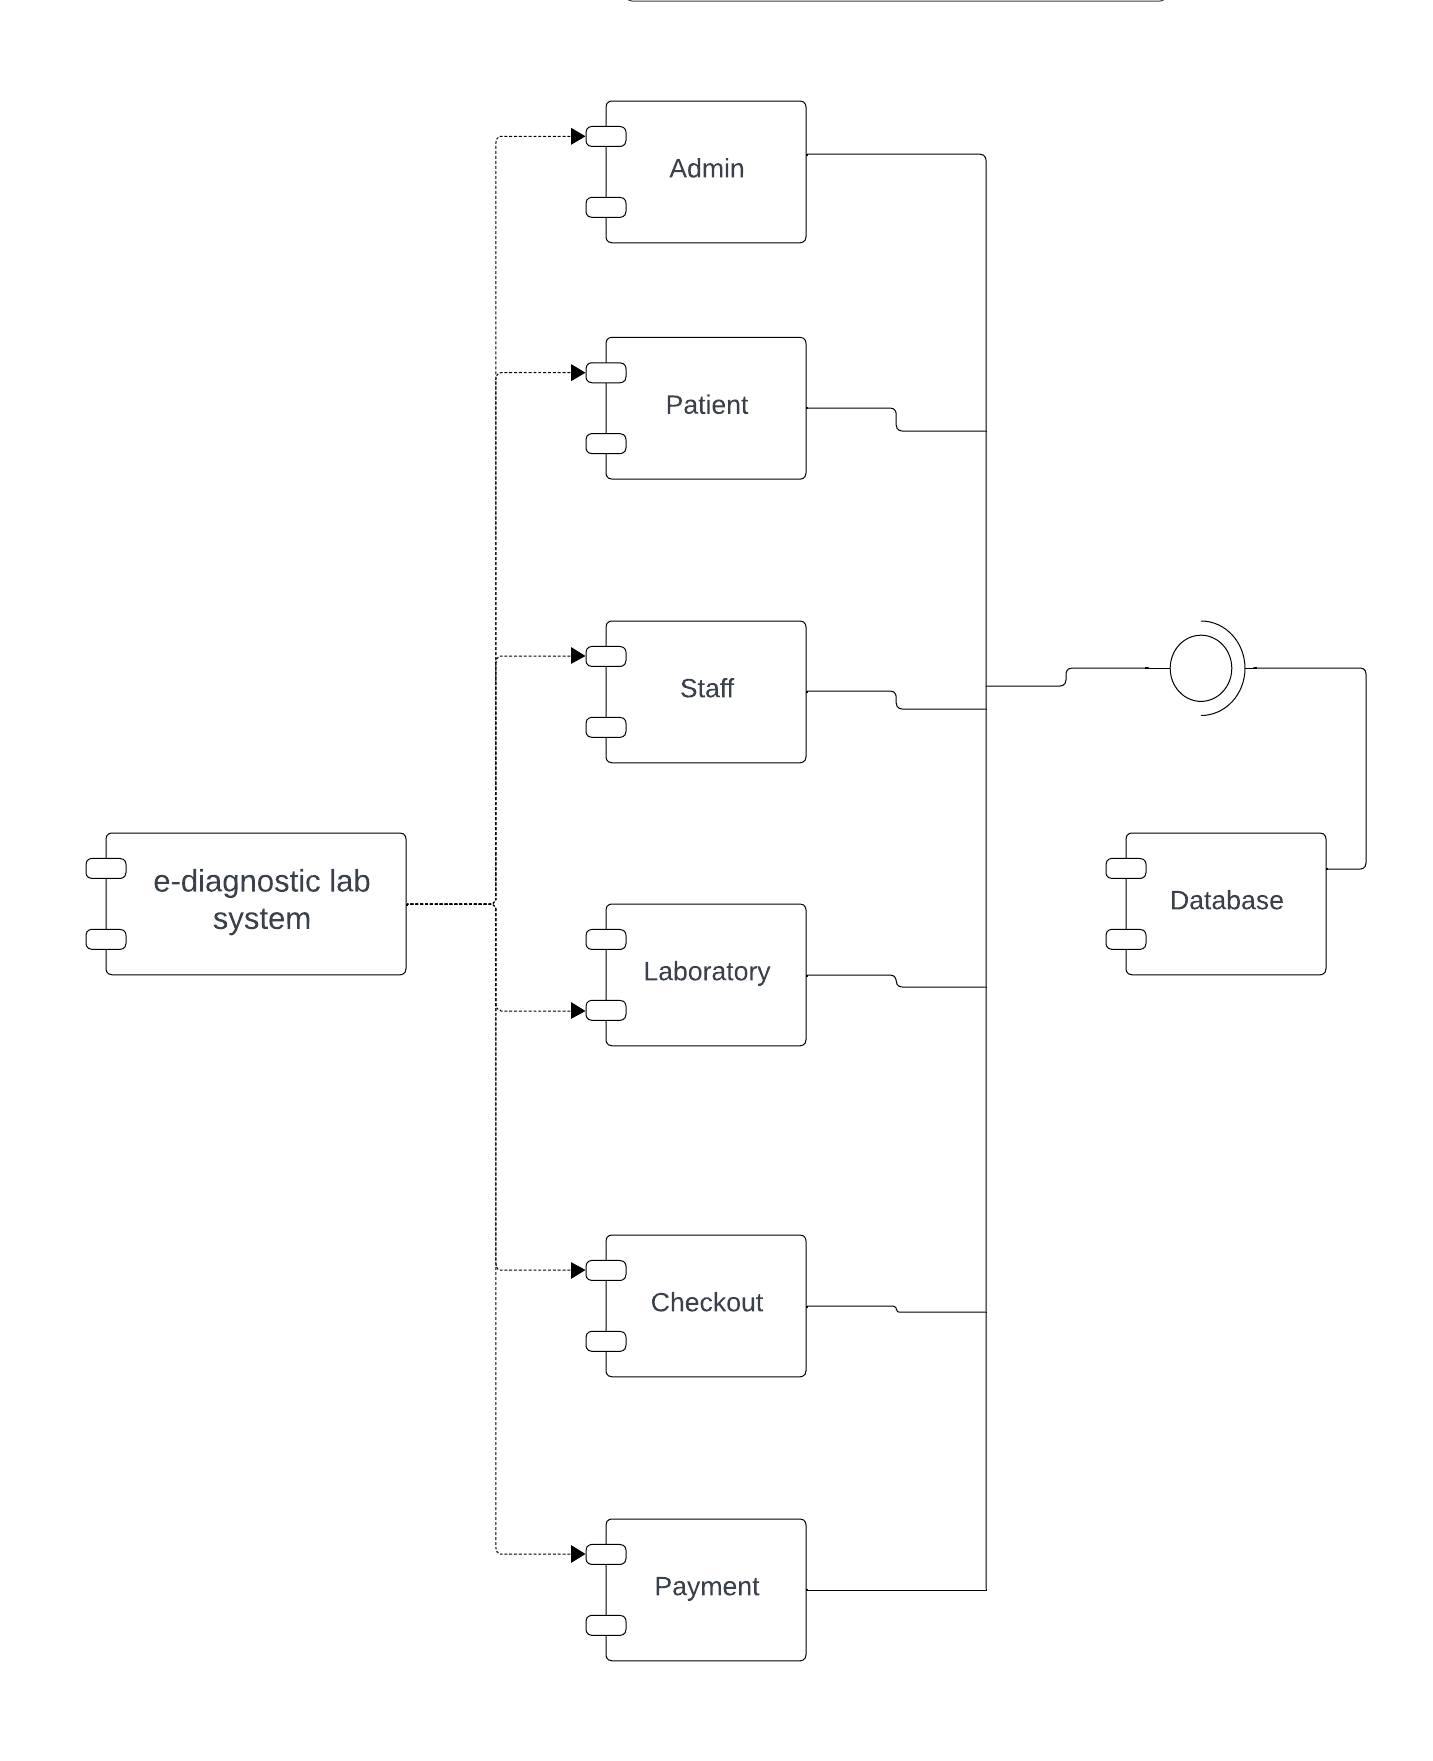 Admin
Patient
Staff
e-diagnostic lab
system
Laboratory
Database
Checkout
Payment